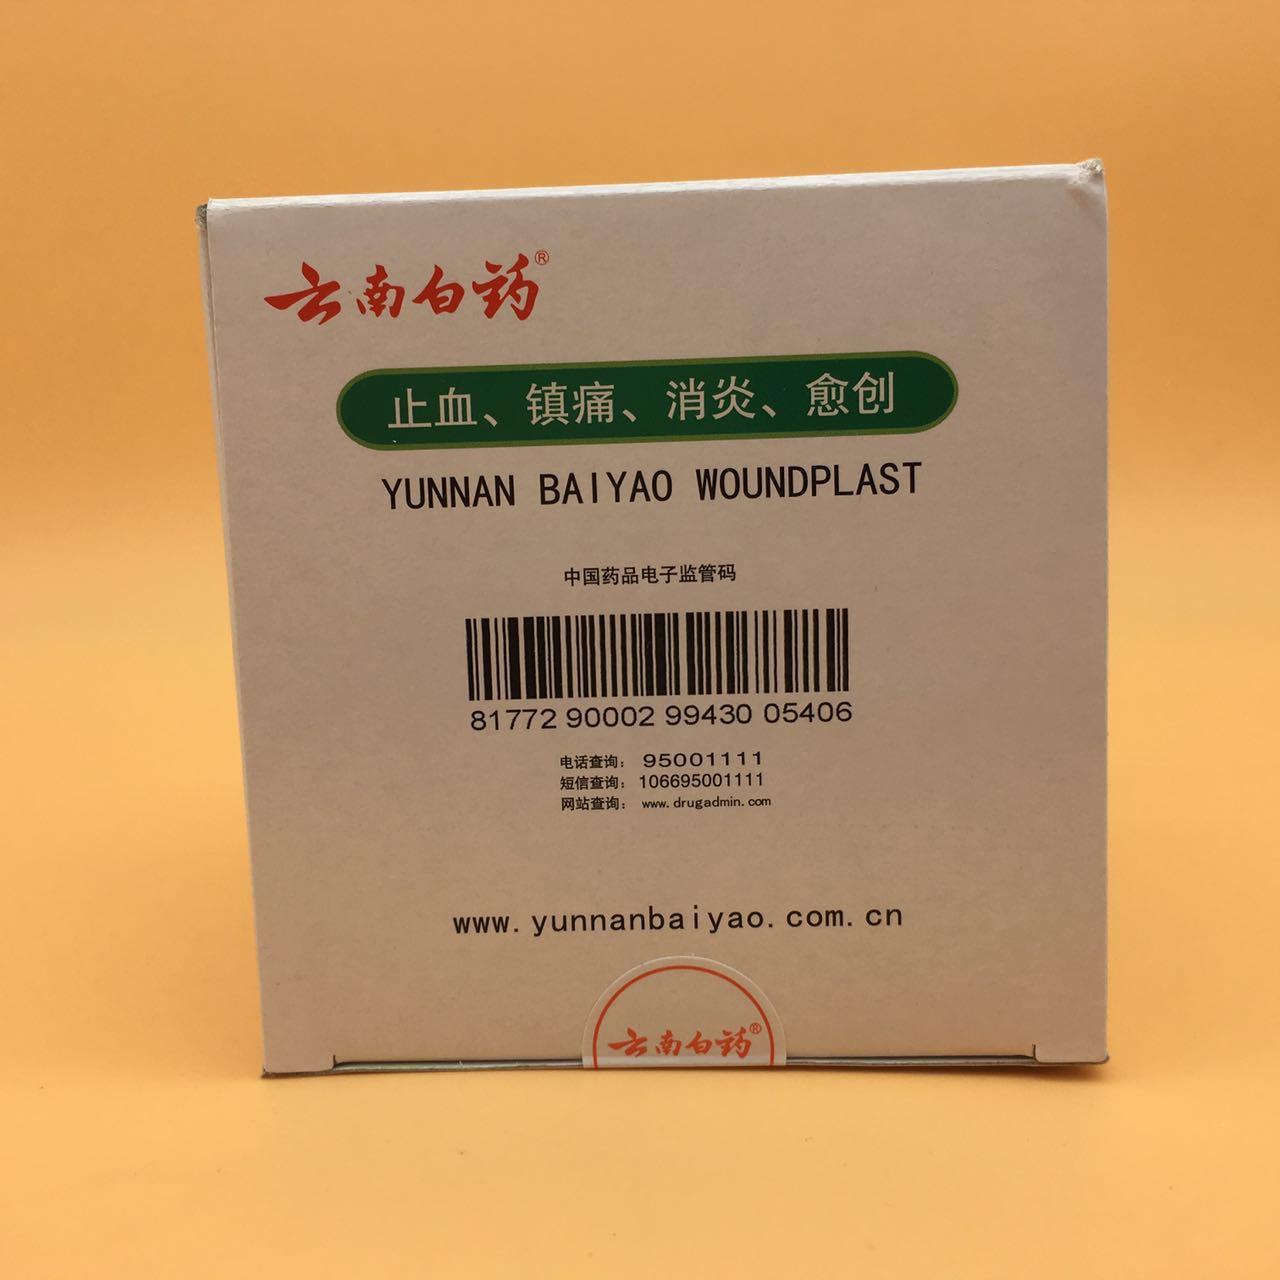 云南白药®
止血、镇痛、消炎、愈创
YUNNAN BAIYAO WOUNDPLAST
中国药品电子监管码
81772 90002 99430 05406
电话查询: 95001111
短信查询: 106695001111
网站查询: www.drugadmin.com
www.yunnanbaiyao.com.cn
云南白药®